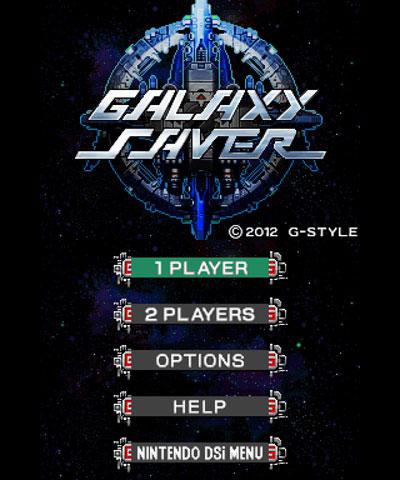 GALAXY
SAVER
© 2012 G-STYLE
1 PLAYER
2 PLAYERS
OPTIONS
HELP
NINTENDO DSi MENU